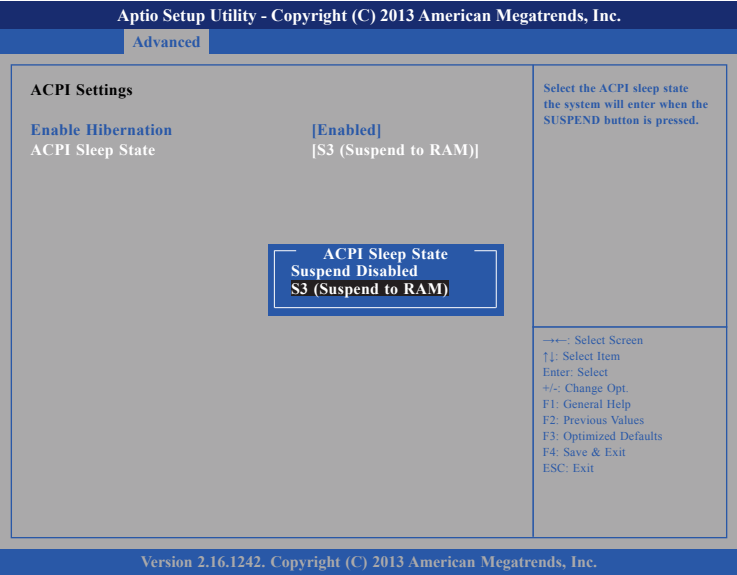 Aptio Setup Utility - Copyright (C) 2013 American Megatrends, Inc.
Advanced
ACPI Settings
Enable Hibernation [Enabled]
ACPI Sleep State [S3 (Suspend to RAM)]
ACPI Sleep State
Suspend Disabled
S3 (Suspend to RAM)
Select the ACPI sleep state
the system will enter when the
SUSPEND button is pressed.
→←: Select Screen
↑↓: Select Item
Enter: Select
+/-: Change Opt.
F1: General Help
F2: Previous Values
F3: Optimized Defaults
F4: Save & Exit
ESC: Exit
Version 2.16.1242. Copyright (C) 2013 American Megatrends, Inc.